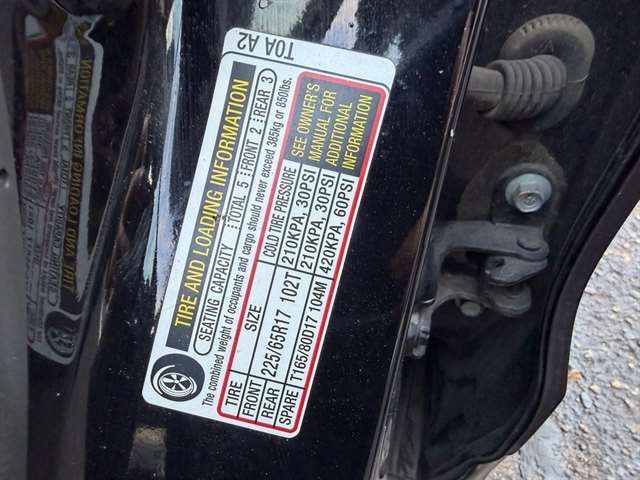 TOA A2
TIRE AND LOADING INFORMATION
SEATING CAPACITY TOTAL 5 FRONT 2 REAR 3
The combined weight of occupants and cargo should never exceed 385kg or 850lbs.
TIRE SIZE COLD TIRE PRESSURE
FRONT 225/65R17 102T 210KPA, 30PSI
REAR 210KPA, 30PSI
SPARE T165/80D17 104M 420KPA, 60PSI
SEE OWNER'S
MANUAL FOR
ADDITIONAL
INFORMATION